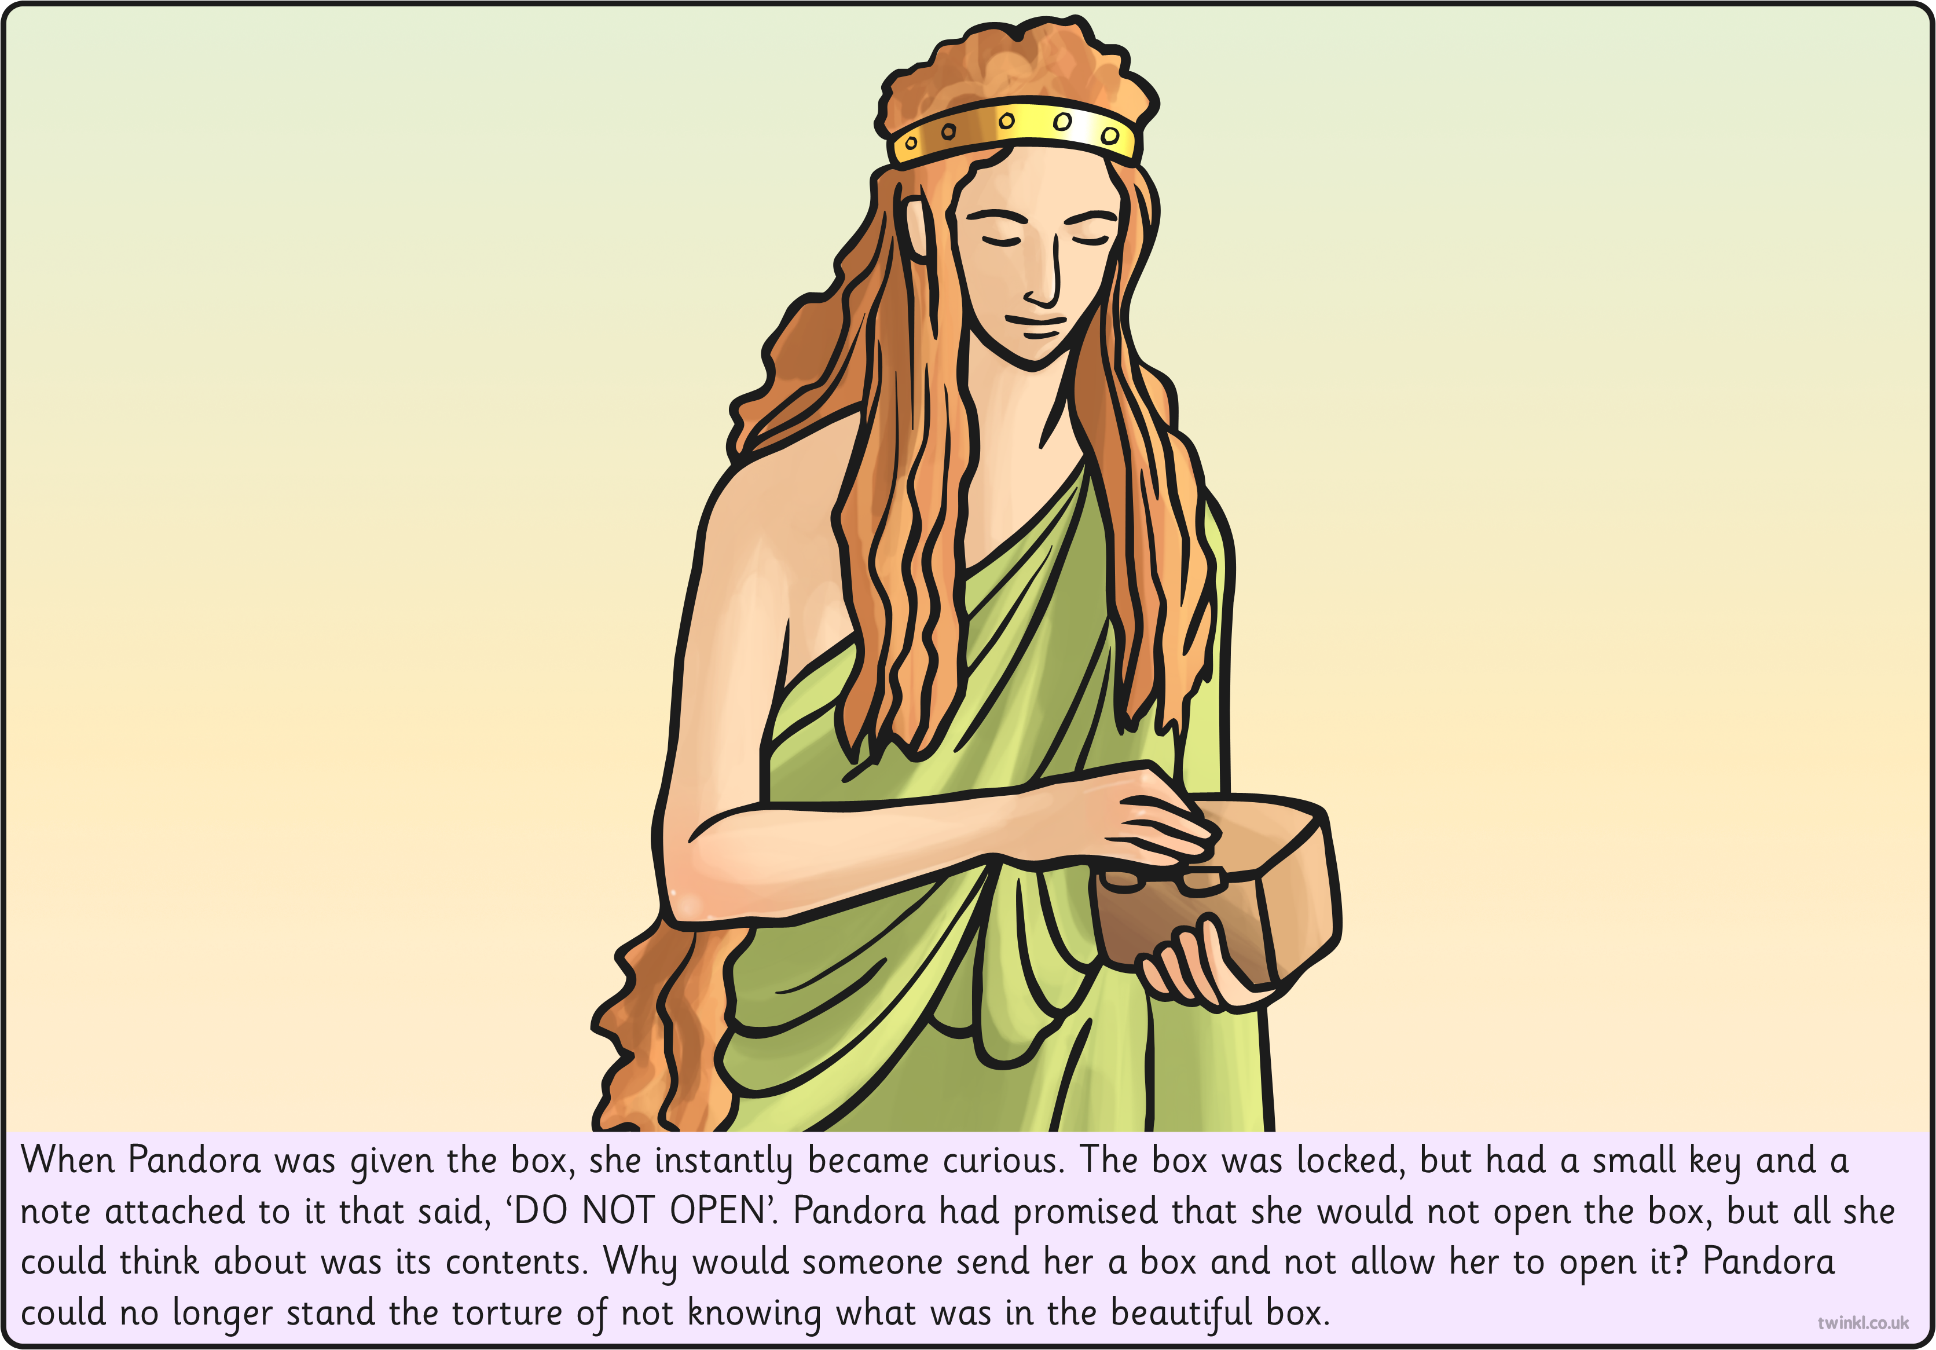 When Pandora was given the box, she instantly became curious. The box was locked, but had a small key and a
note attached to it that said, ‘DO NOT OPEN’. Pandora had promised that she would not open the box, but all she
could think about was its contents. Why would someone send her a box and not allow her to open it? Pandora
could no longer stand the torture of not knowing what was in the beautiful box.
twinkl.co.uk